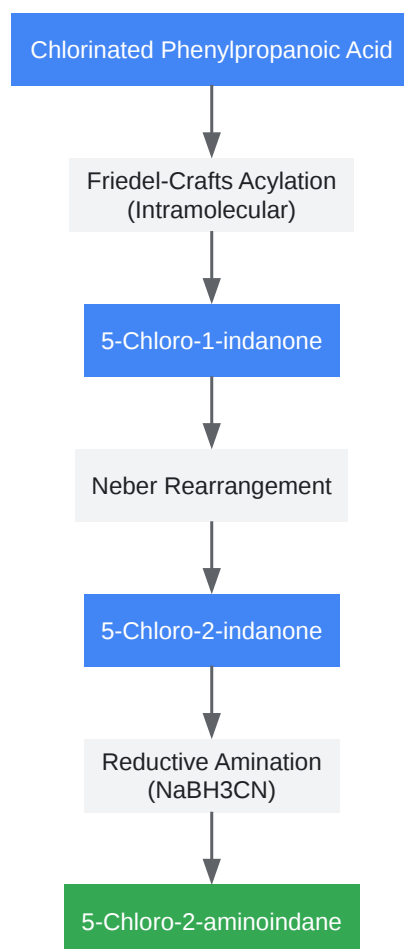 Chlorinated Phenylpropanoic Acid
Friedel-Crafts Acylation
(Intramolecular)
5-Chloro-1-indanone
Neber Rearrangement
5-Chloro-2-indanone
Reductive Amination
(NaBH3CN)
5-Chloro-2-aminoindane